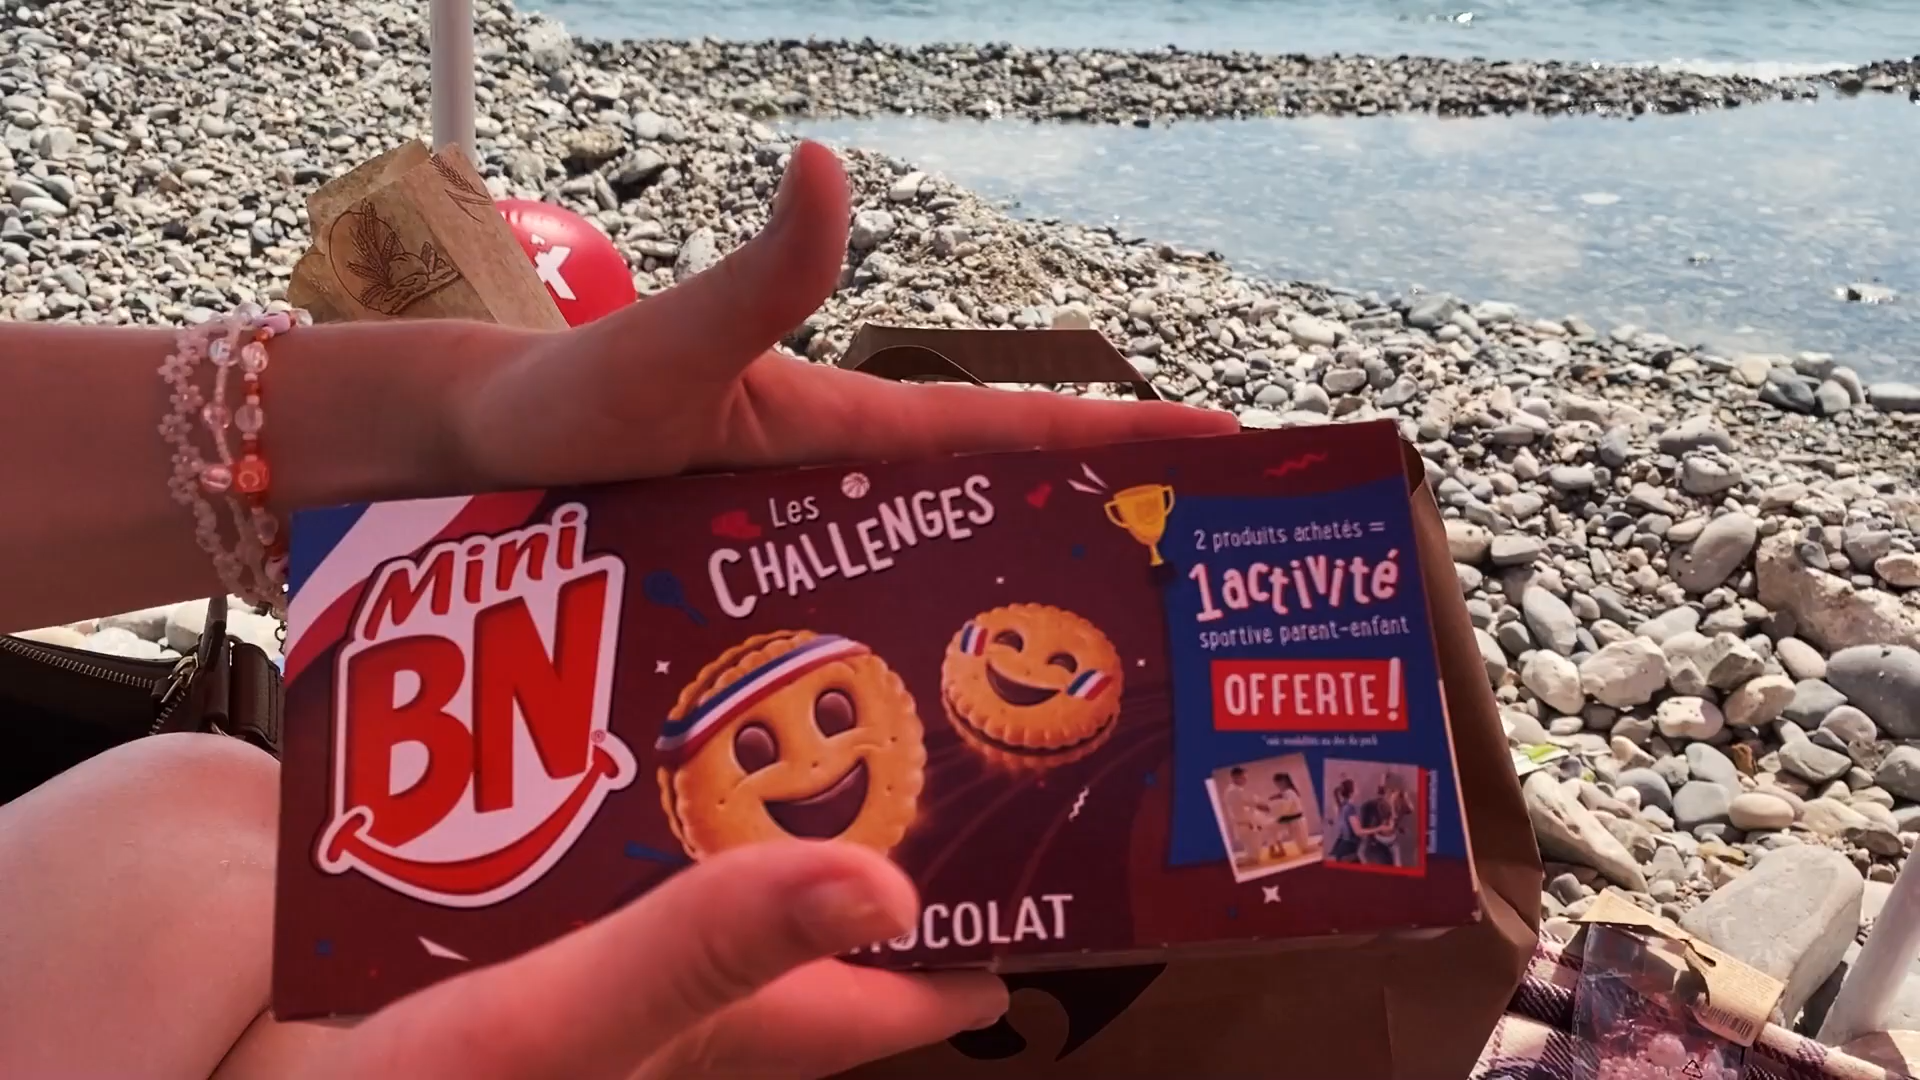 Mini
BN
Les
CHALLENGES
2 produits achetés =
1 activité
sportive parent-enfant
OFFERTE!
OCOLAT